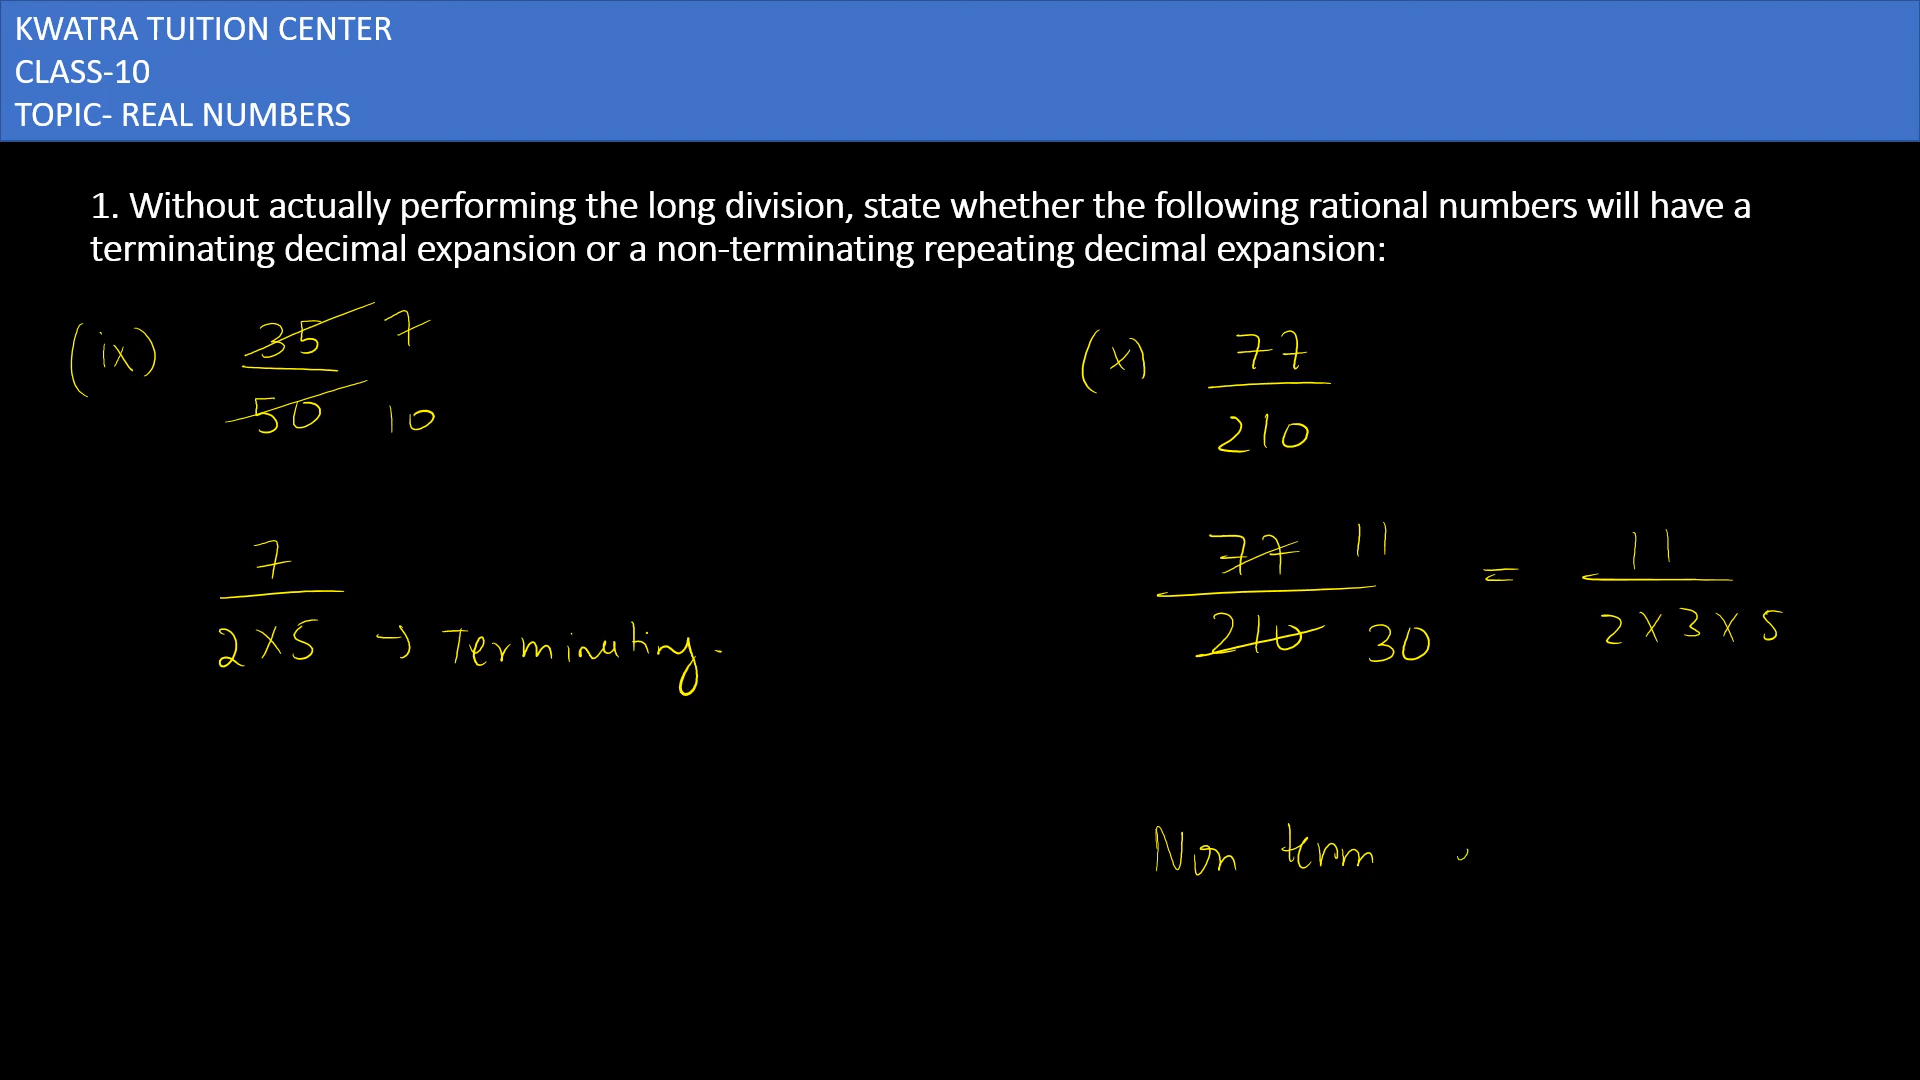 KWATRA TUITION CENTER
CLASS-10
TOPIC- REAL NUMBERS
1. Without actually performing the long division, state whether the following rational numbers will have a
terminating decimal expansion or a non-terminating repeating decimal expansion:
(ix) 35 7
50 10
7
2 X 5 → Terminating.
(x) 77
210
77 11 = 11
210 30 2 X 3 X 5
Non term